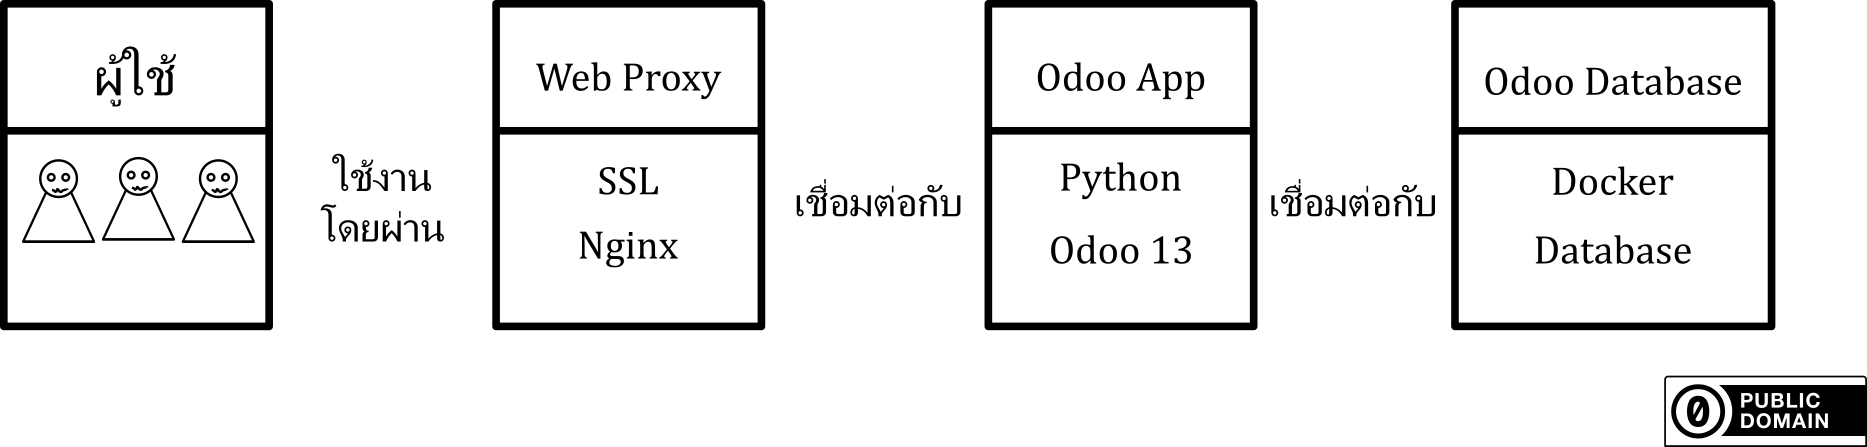 ผู้ใช้
ใช้งาน
โดยผ่าน
Web Proxy
SSL
Nginx
เชื่อมต่อกับ
Odoo App
Python
Odoo 13
เชื่อมต่อกับ
Odoo Database
Docker
Database
0
PUBLIC
DOMAIN